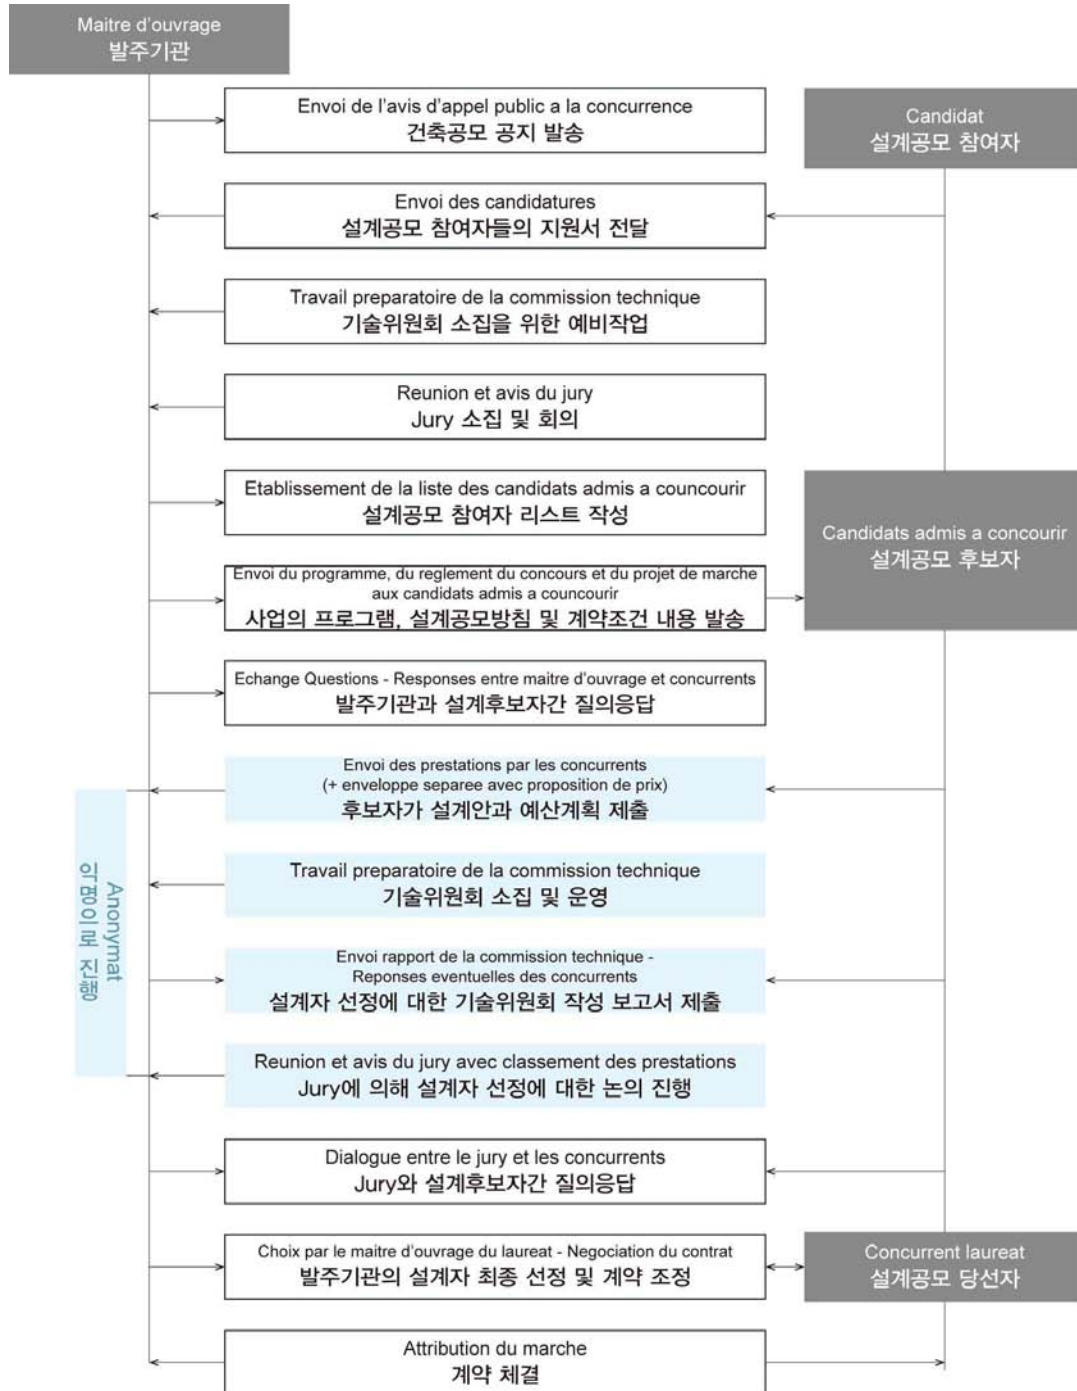 Maitre d'ouvrage
발주기관
Envoi de l'avis d'appel public a la concurrence
건축공모 공지 발송
Candidat
설계공모 참여자
Envoi des candidatures
설계공모 참여자들의 지원서 전달
Travail preparatoire de la commission technique
기술위원회 소집을 위한 예비작업
Reunion et avis du jury
Jury 소집 및 회의
Etablissement de la liste des candidats admis a councourir
설계공모 참여자 리스트 작성
Candidats admis a concourir
설계공모 후보자
Envoi du programme, du reglement du concours et du projet de marche
aux candidats admis a councourir
사업의 프로그램, 설계공모방침 및 계약조건 내용 발송
Echange Questions - Responses entre maitre d'ouvrage et concurrents
발주기관과 설계후보자간 질의응답
Envoi des prestations par les concurrents
(+ enveloppe separee avec proposition de prix)
후보자가 설계안과 예산계획 제출
Anonymat
익명으로 진행
Travail preparatoire de la commission technique
기술위원회 소집 및 운영
Envoi rapport de la commission technique -
Reponses eventuelles des concurrents
설계자 선정에 대한 기술위원회 작성 보고서 제출
Reunion et avis du jury avec classement des prestations
Jury에 의해 설계자 선정에 대한 논의 진행
Dialogue entre le jury et les concurrents
Jury와 설계후보자간 질의응답
Choix par le maitre d'ouvrage du laureat - Negociation du contrat
발주기관의 설계자 최종 선정 및 계약 조정
Concurrent laureat
설계공모 당선자
Attribution du marche
계약 체결